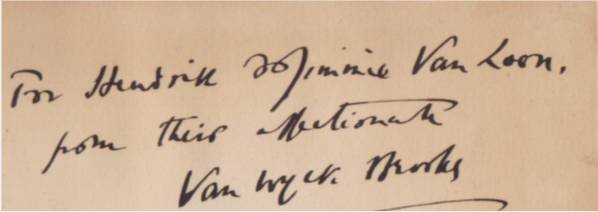 For Hendrik & Jimmie Van Loon,
from their affectionate
Van Wyck Brooks